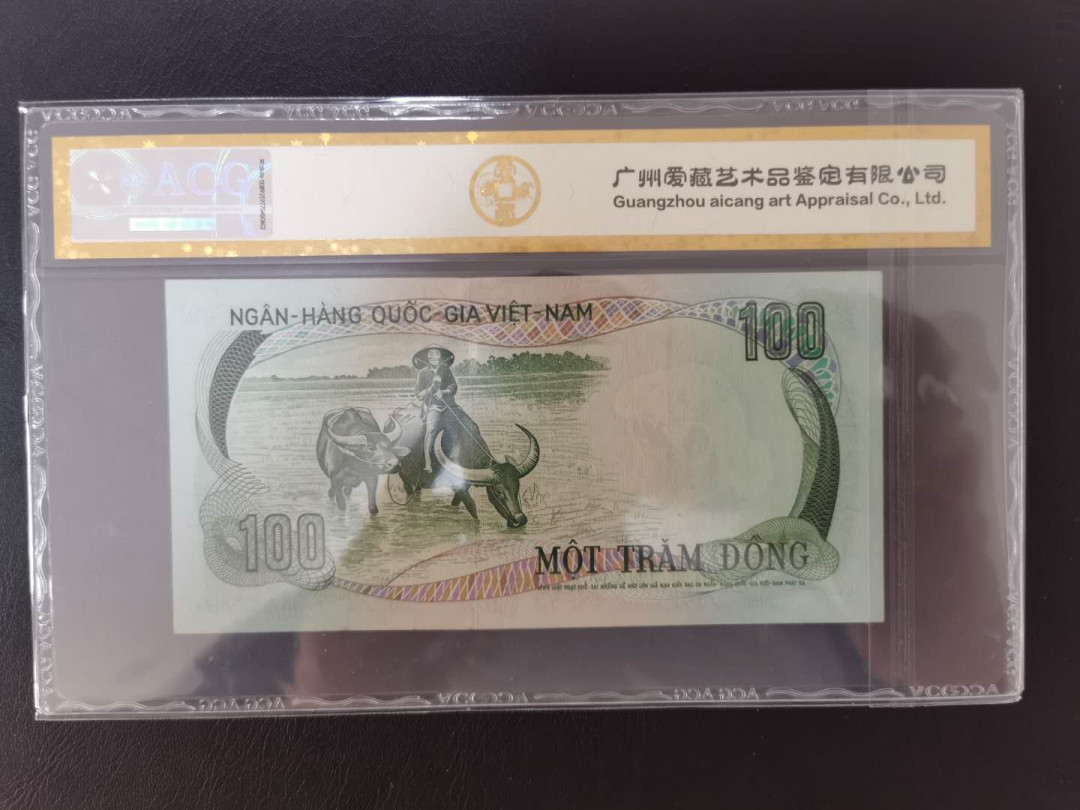 ACG
广州爱藏艺术品鉴定有限公司
Guangzhou aicang art Appraisal Co., Ltd.
NGÂN-HÀNG QUỐC-GIA VIỆT-NAM
100
100
MỘT TRĂM ĐỒNG